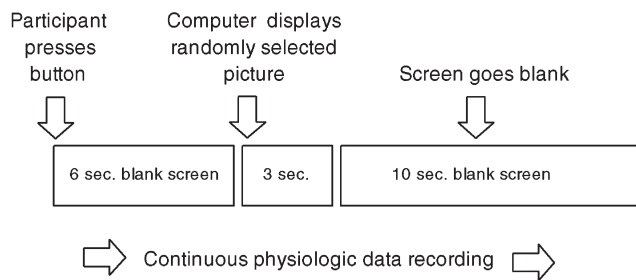 Participant
presses
button
Computer displays
randomly selected
picture
Screen goes blank
6 sec. blank screen
3 sec.
10 sec. blank screen
Continuous physiologic data recording